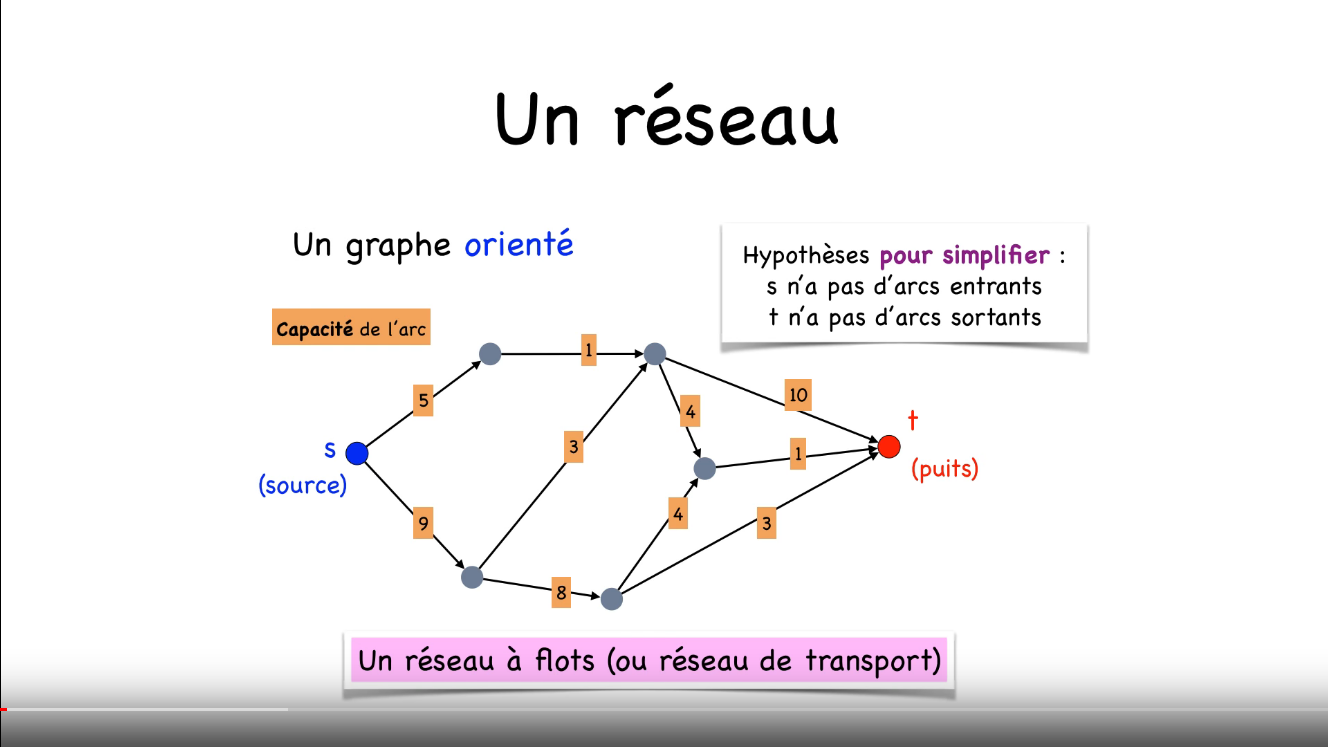 Un réseau
Un graphe orienté
Hypothèses pour simplifier :
s n'a pas d'arcs entrants
t n'a pas d'arcs sortants
Capacité de l'arc
1
5
10
4
3
s
(source)
t
(puits)
1
9
4
3
8
Un réseau à flots (ou réseau de transport)